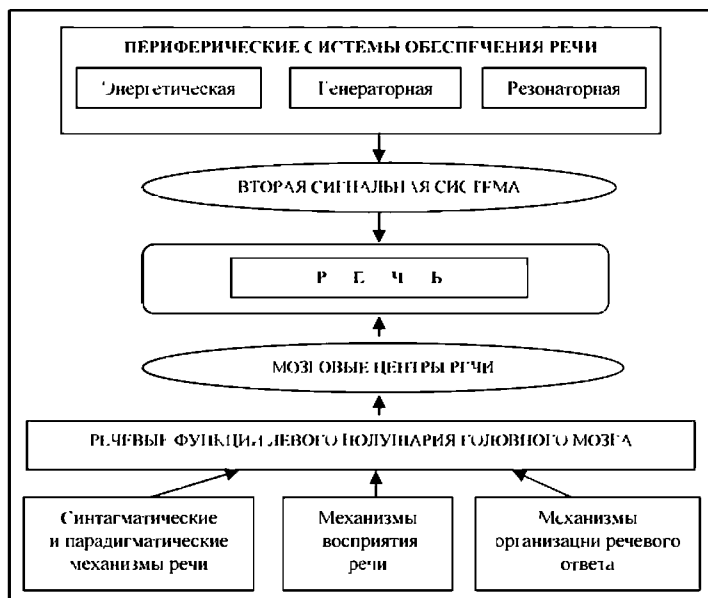 ПЕРИФЕРИЧЕСКИЕ СИСТЕМЫ ОБЕСПЕЧЕНИЯ РЕЧИ
Энергетическая Генераторная Резонаторная
ВТОРАЯ СИГНАЛЬНАЯ СИСТЕМА
Р Е Ч Ь
МОЗГОВЫЕ ЦЕНТРЫ РЕЧИ
РЕЧЕВЫЕ ФУНКЦИИ ЛЕВОГО ПОЛУШАРИЯ ГОЛОВНОГО МОЗГА
Синтагматические Механизмы Механизмы
и парадигматические восприятия организации речевого
механизмы речи речи ответа